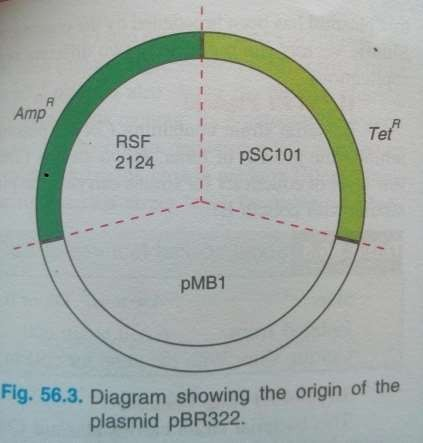 Amp^R
RSF
2124
pSC101
Tet^R
pMB1
Fig. 56.3. Diagram showing the origin of the
plasmid pBR322.